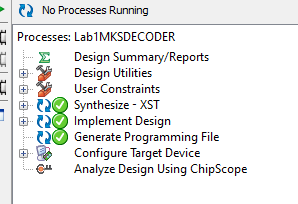 No Processes Running
Processes: Lab1MKSDECODER
Design Summary/Reports
Design Utilities
User Constraints
Synthesize - XST
Implement Design
Generate Programming File
Configure Target Device
Analyze Design Using ChipScope